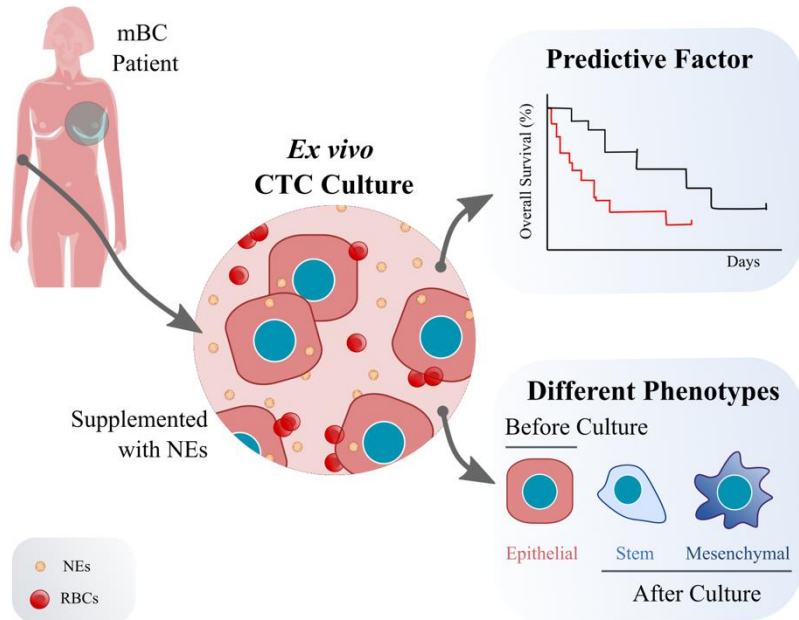 mBC
Patient
Ex vivo
CTC Culture
Supplemented
with NEs
NEs
RBCs
Predictive Factor
Overall Survival (%)
Days
Different Phenotypes
Before Culture
Epithelial
Stem
Mesenchymal
After Culture